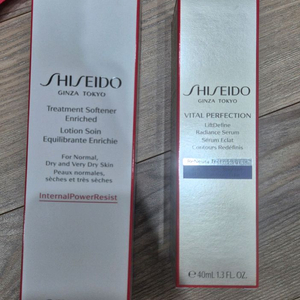 SHISEIDO
GINZA TOKYO
Treatment Softener
Enriched
Lotion Soin
Equilibrante Enrichie
For Normal,
Dry and Very Dry Skin
Peaux normales,
sèches et très sèches
InternalPowerResist
SHISEIDO
GINZA TOKYO
VITAL PERFECTION
LiftDefine
Radiance Serum
Sérum Éclat
Contours Redéfinis
e 40mL 1.3 FL. OZ.